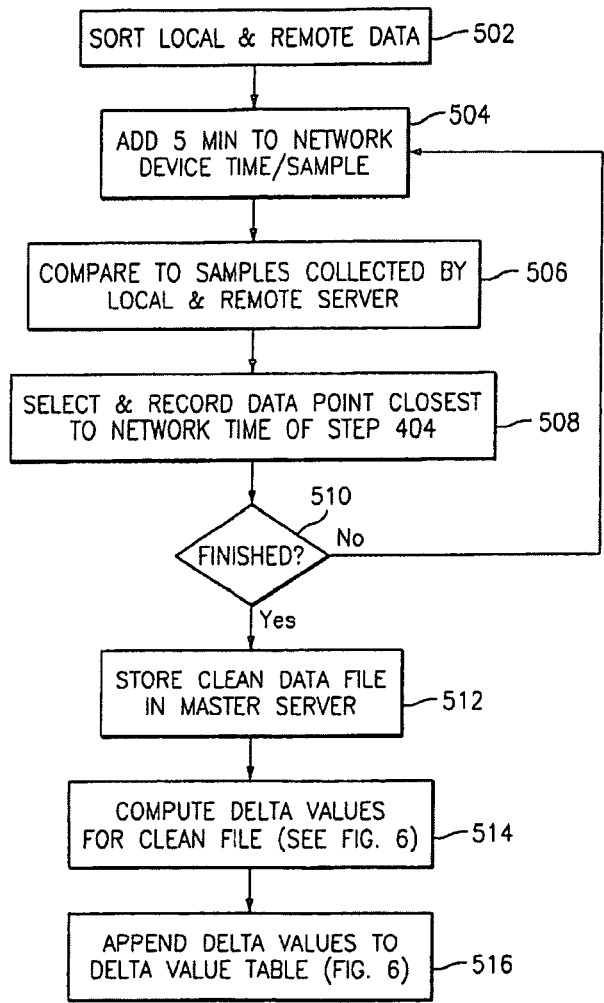 SORT LOCAL & REMOTE DATA
502
504
ADD 5 MIN TO NETWORK
DEVICE TIME/SAMPLE
COMPARE TO SAMPLES COLLECTED BY
LOCAL & REMOTE SERVER
506
SELECT & RECORD DATA POINT CLOSEST
TO NETWORK TIME OF STEP 404
508
510
FINISHED?
No
Yes
STORE CLEAN DATA FILE
IN MASTER SERVER
512
COMPUTE DELTA VALUES
FOR CLEAN FILE (SEE FIG. 6)
514
APPEND DELTA VALUES TO
DELTA VALUE TABLE (FIG. 6)
516